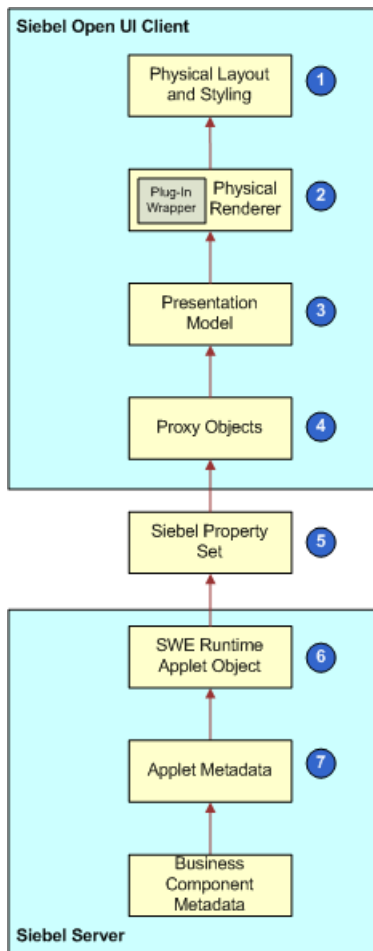 Siebel Open UI Client
Physical Layout
and Styling
1
Plug-In
Wrapper
Physical
Renderer
2
Presentation
Model
3
Proxy Objects
4
Siebel Property
Set
5
SWE Runtime
Applet Object
6
Applet Metadata
7
Business
Component
Metadata
Siebel Server